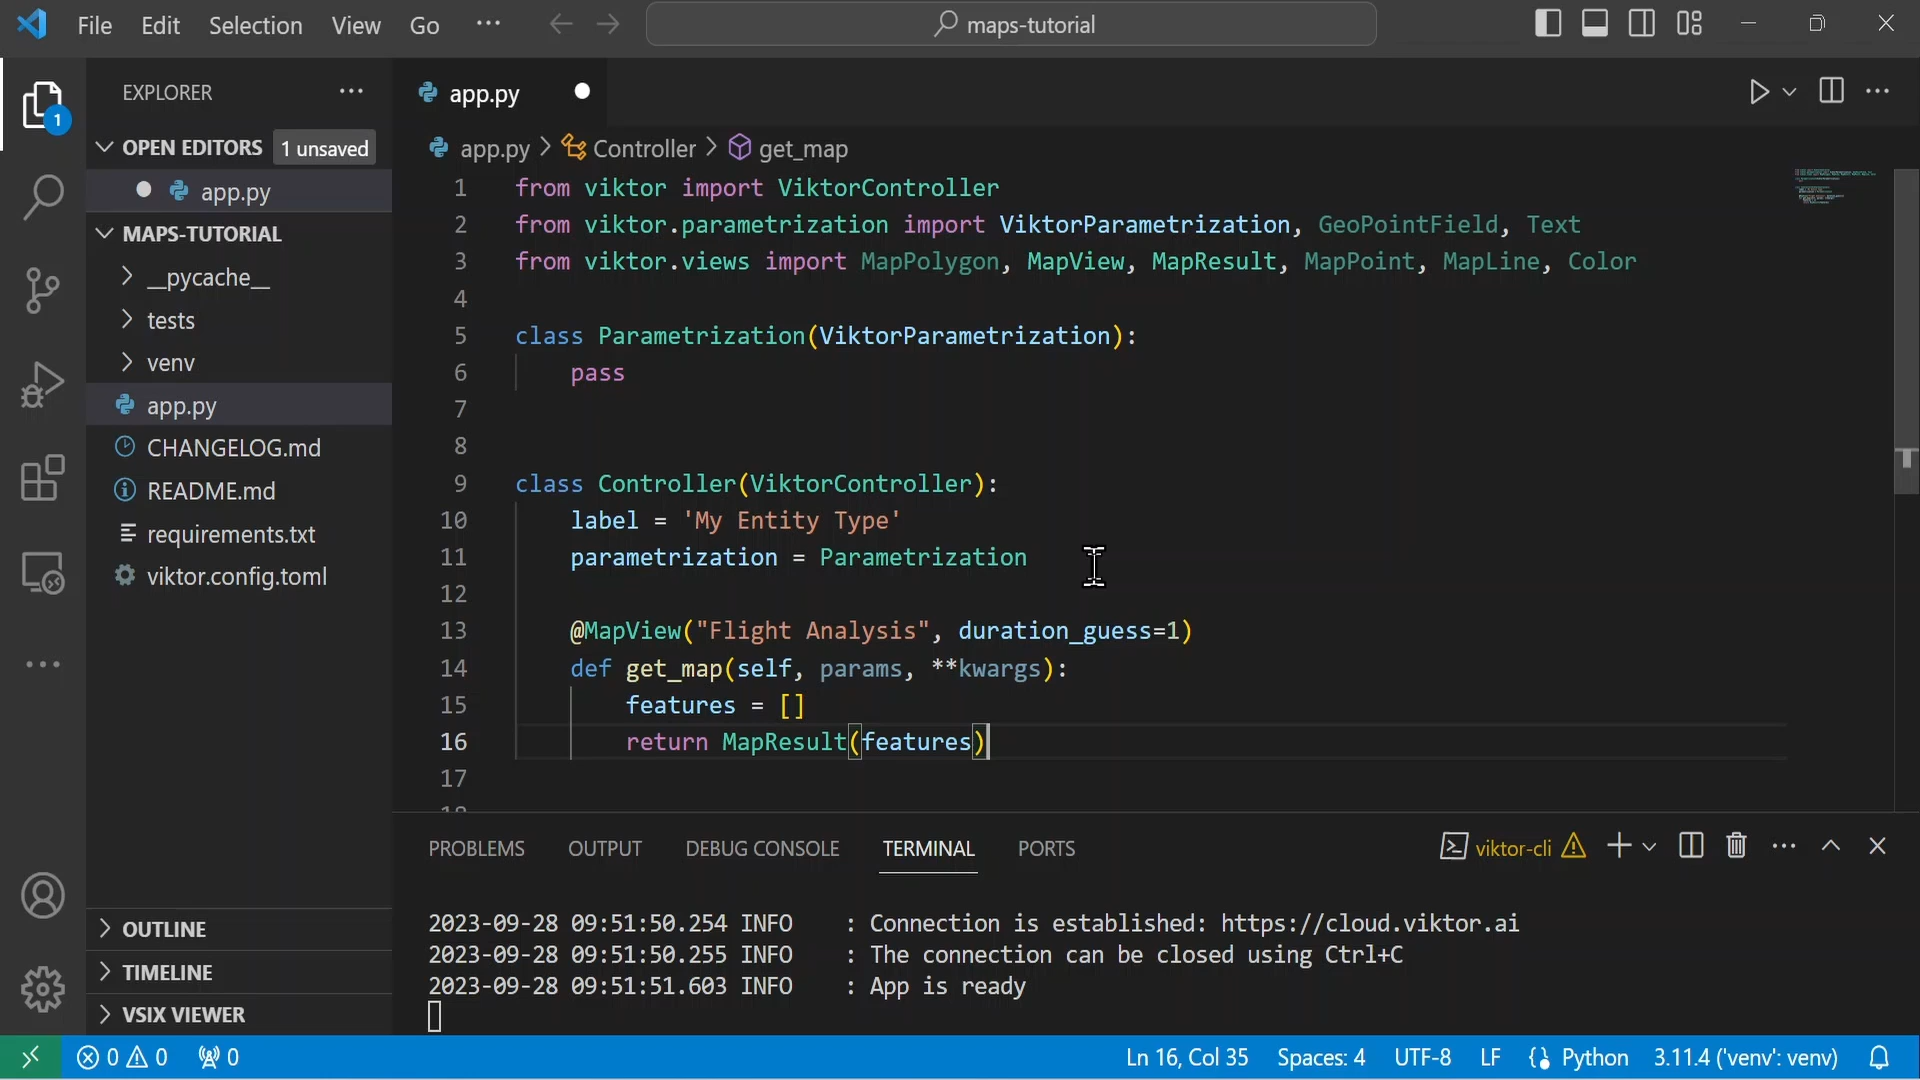 File Edit Selection View Go ··· maps-tutorial
EXPLORER ···
1
OPEN EDITORS 1 unsaved
app.py
MAPS-TUTORIAL
__pycache__
tests
venv
app.py
CHANGELOG.md
README.md
requirements.txt
viktor.config.toml
OUTLINE
TIMELINE
VSIX VIEWER
app.py
app.py > Controller > get_map
1 from viktor import ViktorController
2 from viktor.parametrization import ViktorParametrization, GeoPointField, Text
3 from viktor.views import MapPolygon, MapView, MapResult, MapPoint, MapLine, Color
4
5 class Parametrization(ViktorParametrization):
6 pass
7
8
9 class Controller(ViktorController):
10 label = 'My Entity Type'
11 parametrization = Parametrization
12
13 @MapView("Flight Analysis", duration_guess=1)
14 def get_map(self, params, **kwargs):
15 features = []
16 return MapResult(features)
17
PROBLEMS OUTPUT DEBUG CONSOLE TERMINAL PORTS viktor-cli
2023-09-28 09:51:50.254 INFO : Connection is established: https://cloud.viktor.ai
2023-09-28 09:51:50.255 INFO : The connection can be closed using Ctrl+C
2023-09-28 09:51:51.603 INFO : App is ready
0 0 0 Ln 16, Col 35 Spaces: 4 UTF-8 LF Python 3.11.4 ('venv': venv)